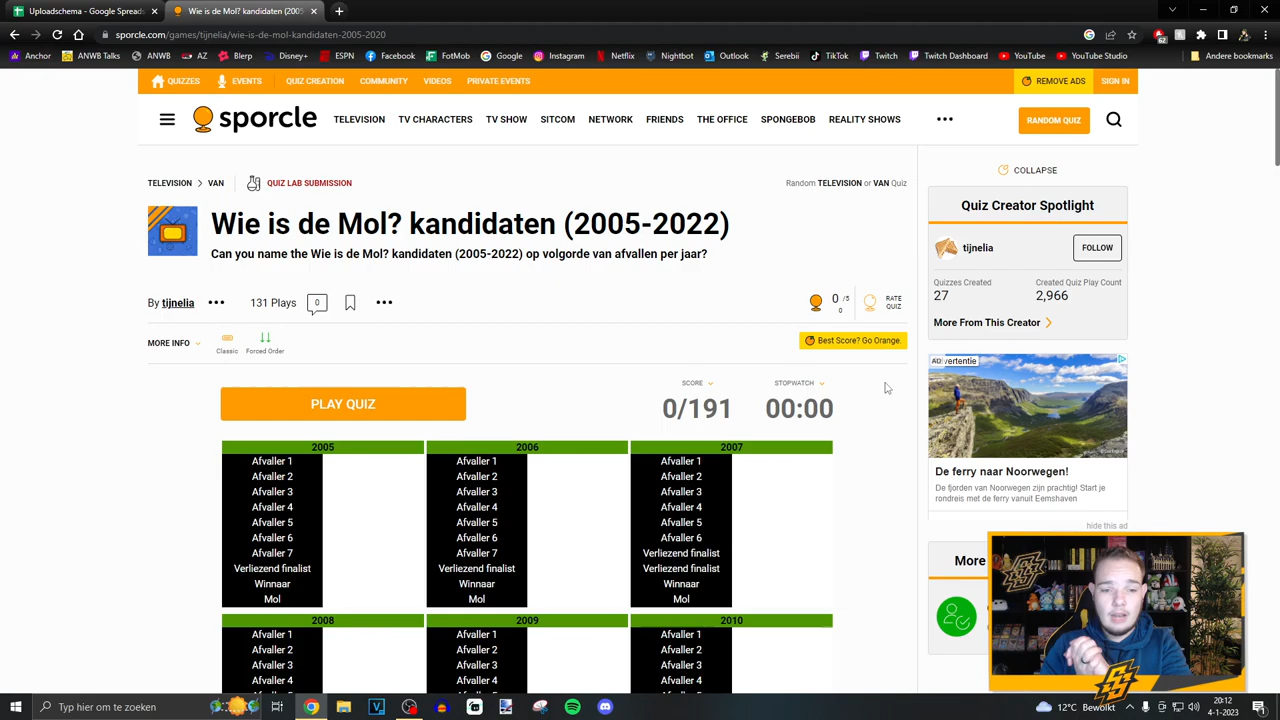 Uploadschema - Google Spreads
Wie is de Mol? kandidaten (2005
sporcle.com/games/tijnelia/wie-is-de-mol-kandidaten-2005-2020
62
Anchor ANWB Talks ANWB AZ Blerp Disney+ ESPN Facebook FotMob Google Instagram Netflix Nightbot Outlook Serebii TikTok Twitch Twitch Dashboard YouTube YouTube Studio Andere bookmarks
QUIZZES EVENTS QUIZ CREATION COMMUNITY VIDEOS PRIVATE EVENTS REMOVE ADS SIGN IN
sporcle TELEVISION TV CHARACTERS TV SHOW SITCOM NETWORK FRIENDS THE OFFICE SPONGEBOB REALITY SHOWS RANDOM QUIZ
COLLAPSE
TELEVISION > VAN QUIZ LAB SUBMISSION Random TELEVISION or VAN Quiz
Wie is de Mol? kandidaten (2005-2022)
Can you name the Wie is de Mol? kandidaten (2005-2022) op volgorde van afvallen per jaar?
By tijnelia 131 Plays 0 0 /5 0 RATE QUIZ
MORE INFO Classic Forced Order Best Score? Go Orange.
PLAY QUIZ
SCORE STOPWATCH
0/191 00:00
2005 2006 2007
Afvaller 1 Afvaller 1 Afvaller 1
Afvaller 2 Afvaller 2 Afvaller 2
Afvaller 3 Afvaller 3 Afvaller 3
Afvaller 4 Afvaller 4 Afvaller 4
Afvaller 5 Afvaller 5 Afvaller 5
Afvaller 6 Afvaller 6 Afvaller 6
Afvaller 7 Afvaller 7 Verliezend finalist
Verliezend finalist Verliezend finalist Verliezend finalist
Winnaar Winnaar Winnaar
Mol Mol Mol
2008 2009 2010
Afvaller 1 Afvaller 1 Afvaller 1
Afvaller 2 Afvaller 2 Afvaller 2
Afvaller 3 Afvaller 3 Afvaller 3
Afvaller 4 Afvaller 4 Afvaller 4
Quiz Creator Spotlight
tijnelia FOLLOW
Quizzes Created Created Quiz Play Count
27 2,966
More From This Creator
Advertentie
De ferry naar Noorwegen!
De fjorden van Noorwegen zijn prachtig! Start je
rondreis met de ferry vanuit Eemshaven
hide this ad
More
Typ hier om te zoeken
12°C Bewolkt
20:12
4-1-2023